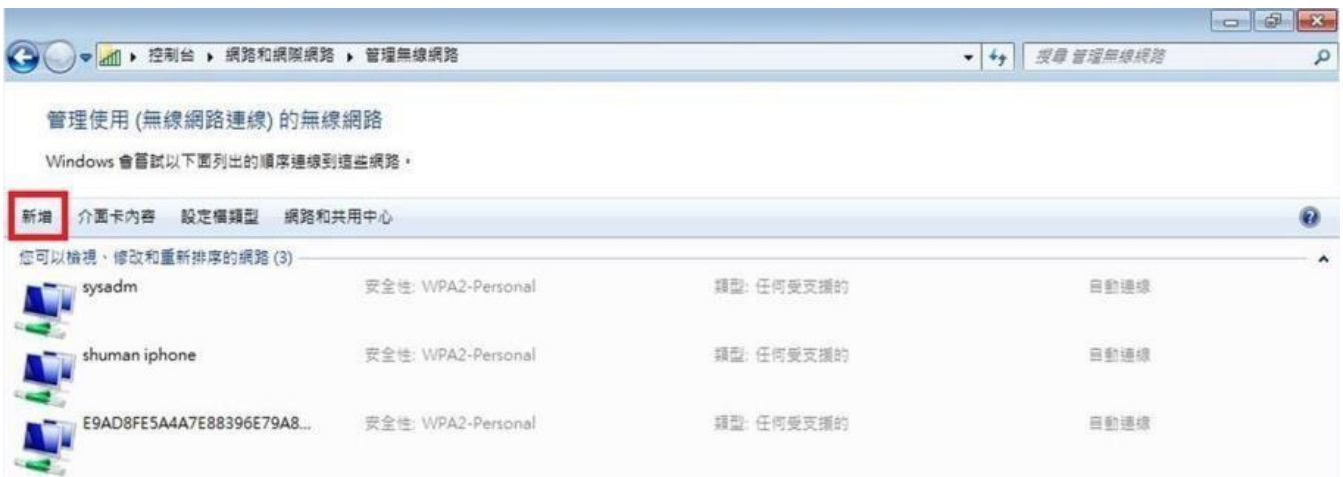 控制台 ▸ 網路和網際網路 ▸ 管理無線網路
搜尋 管理無線網路
管理使用 (無線網路連線) 的無線網路
Windows 會嘗試以下面列出的順序連線到這些網路。
新增 介面卡內容 設定檔類型 網路和共用中心
您可以檢視、修改和重新排序的網路 (3)
sysadm 安全性: WPA2-Personal 類型: 任何受支援的 自動連線
shuman iphone 安全性: WPA2-Personal 類型: 任何受支援的 自動連線
E9AD8FE5A4A7E88396E79A8... 安全性: WPA2-Personal 類型: 任何受支援的 自動連線